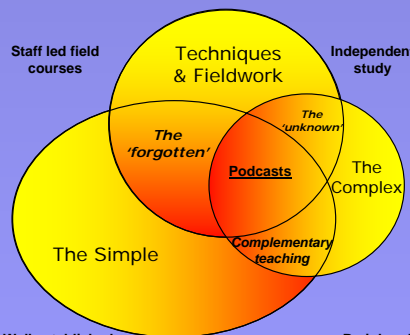 Staff led field
courses
Techniques
& Fieldwork
Independen
study
The
'unknown'
The
'forgotten'
Podcasts
The
Complex
The Simple
Complementary
teaching